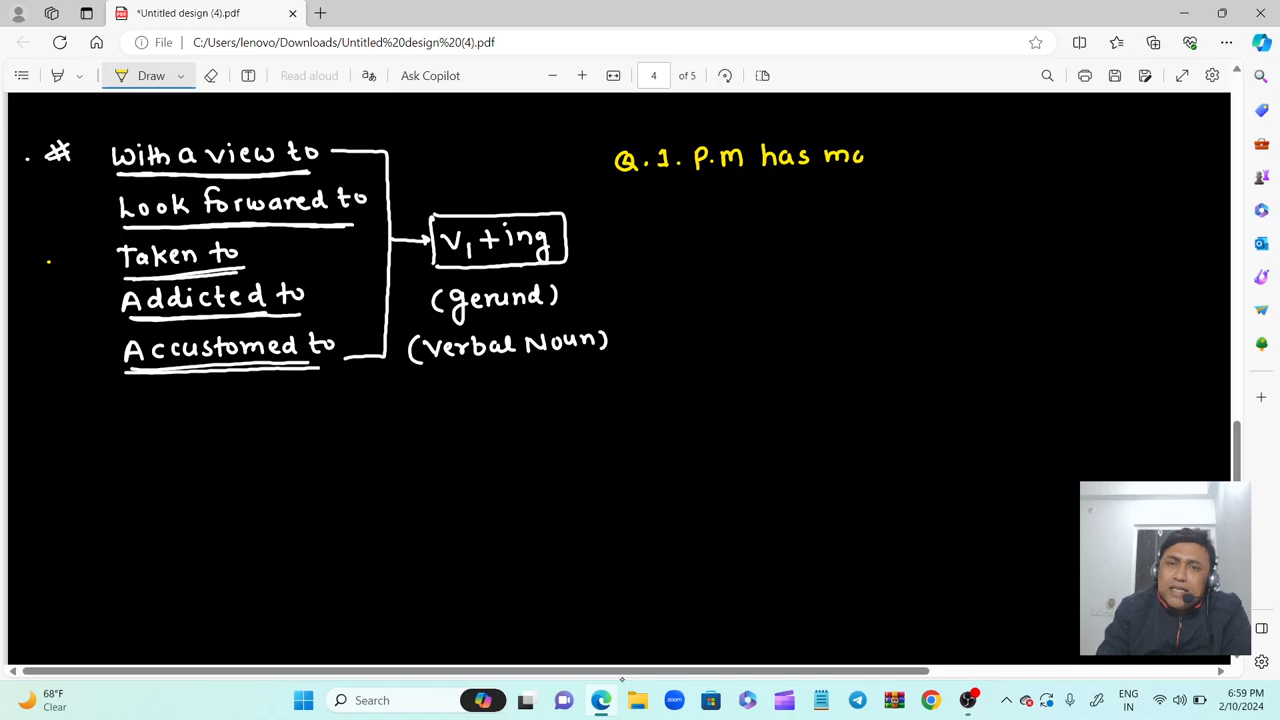 *Untitled design (4).pdf
File
C:/Users/lenovo/Downloads/Untitled%20design%20(4).pdf
Draw
Read aloud
Ask Copilot
4 of 5
# With a view to
Look forwared to
Taken to
Addicted to
Accustomed to
V1 + ing
(gerund)
(Verbal Noun)
Q.1. P.M has mo
68°F
Clear
Search
zoom
ENG
IN
6:59 PM
2/10/2024